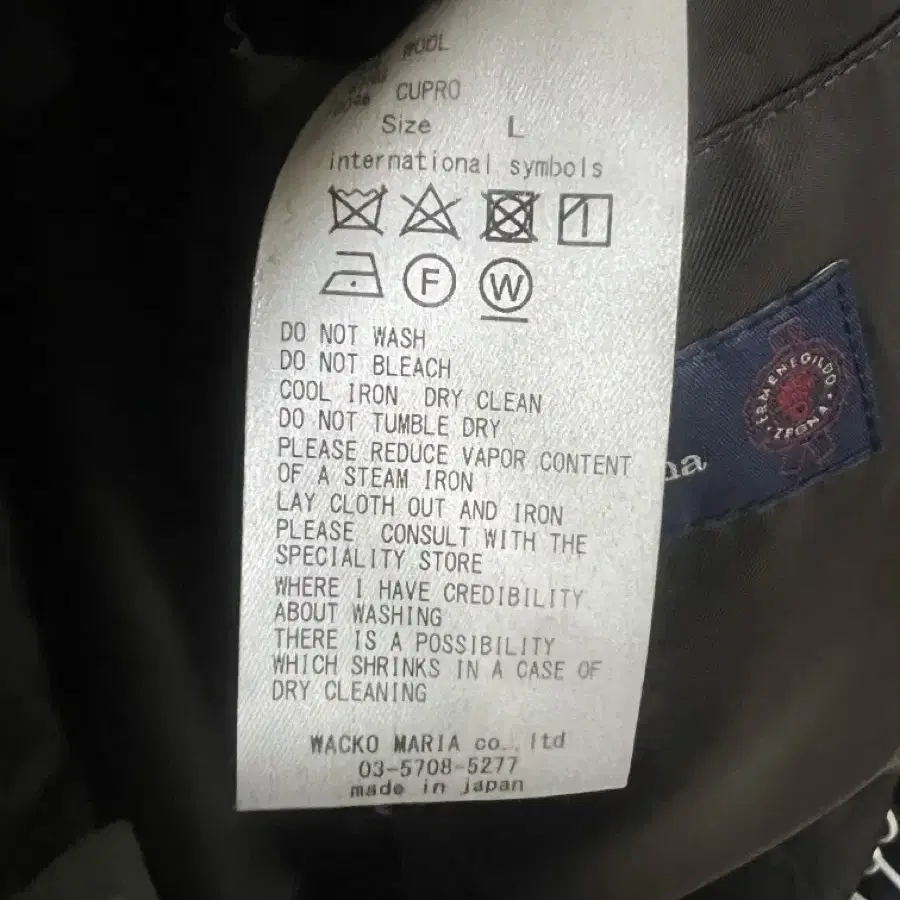 WOOL
CUPRO
Size L
international symbols
F W
DO NOT WASH
DO NOT BLEACH
COOL IRON DRY CLEAN
DO NOT TUMBLE DRY
PLEASE REDUCE VAPOR CONTENT
OF A STEAM IRON
LAY CLOTH OUT AND IRON
PLEASE CONSULT WITH THE
SPECIALITY STORE
WHERE I HAVE CREDIBILITY
ABOUT WASHING
THERE IS A POSSIBILITY
WHICH SHRINKS IN A CASE OF
DRY CLEANING
WACKO MARIA co., ltd
03-5708-5277
made in japan
ERMENEGILDO
ZEGNA
na